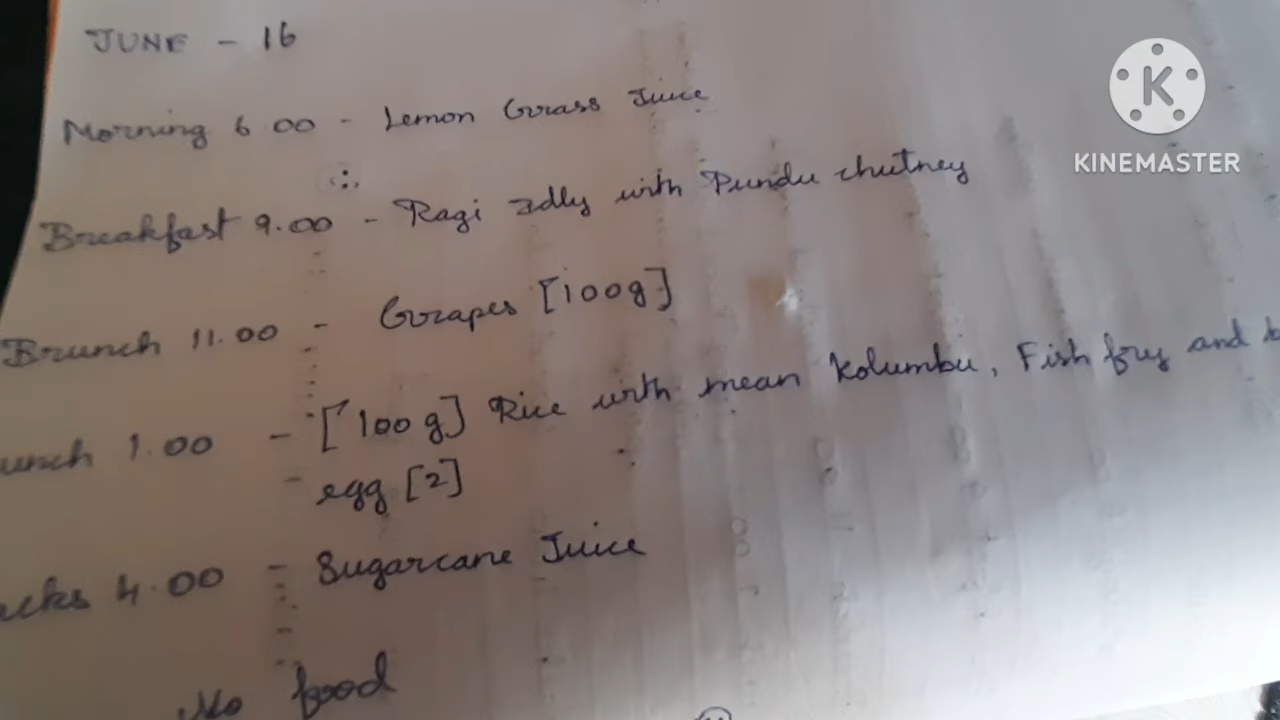 JUNE - 16
Morning 6 00 - Lemon Grass Juice
Breakfast 9.00 - Ragi Idly with Pundu chutney
Brunch 11.00 - Grapes [100g]
unch 1.00 - [100g] Rice with mean Kolumbu, Fish fry and
egg [2]
acks 4.00 - Sugarcane Juice
No food
KINEMASTER